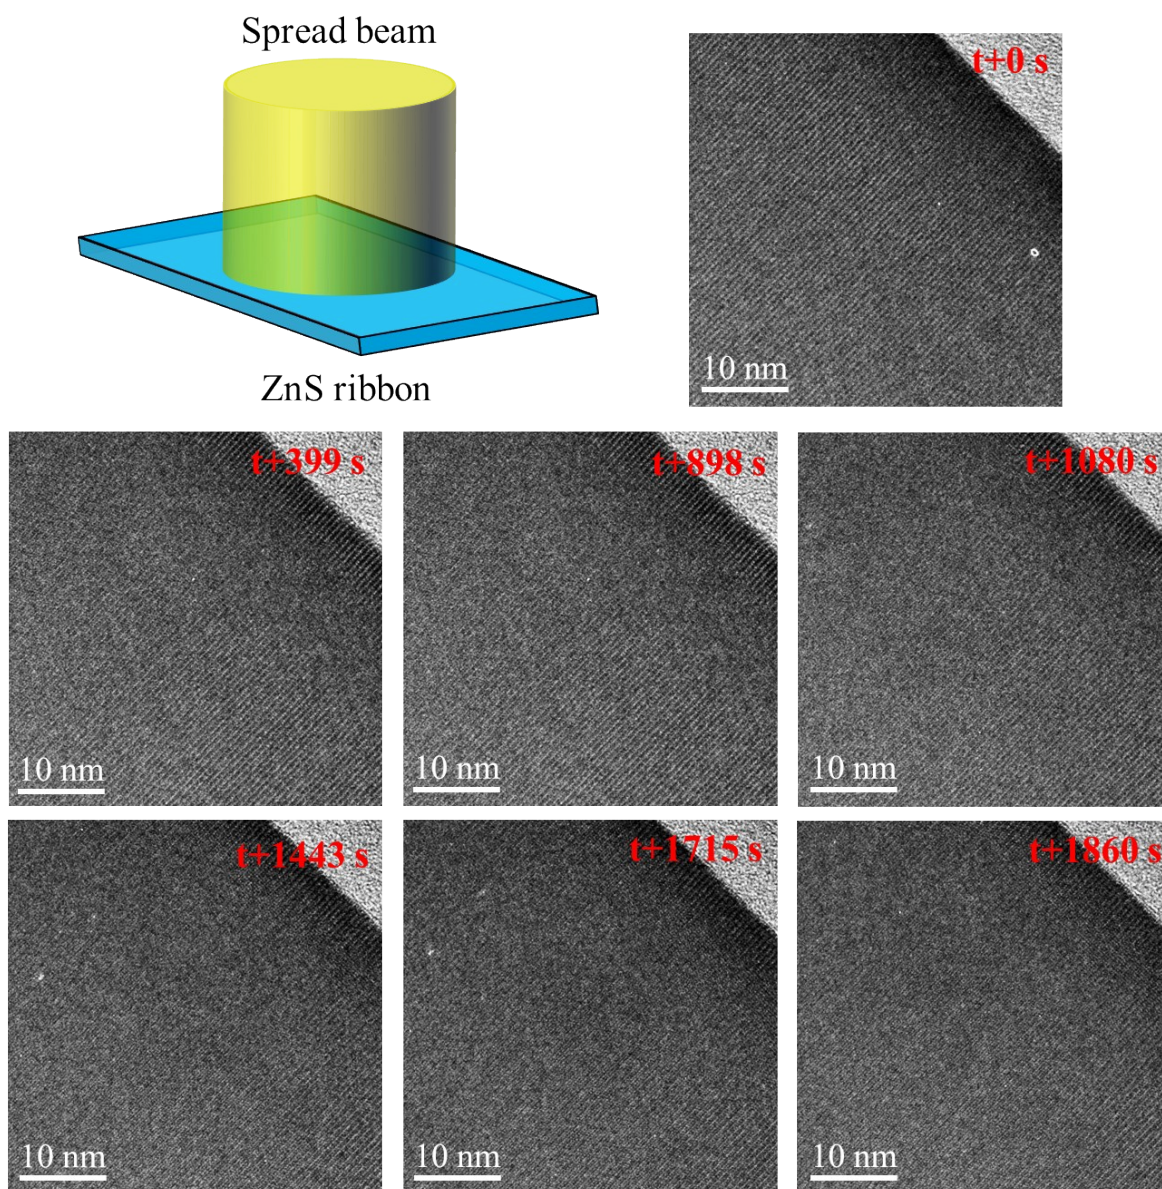 Spread beam
ZnS ribbon
t+0 s
10 nm
t+399 s
10 nm
t+898 s
10 nm
t+1080 s
10 nm
t+1443 s
10 nm
t+1715 s
10 nm
t+1860 s
10 nm